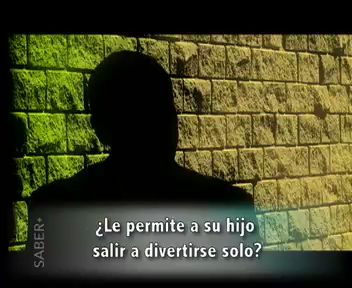 ¿Le permite a su hijo
salir a divertirse solo?
SABER+